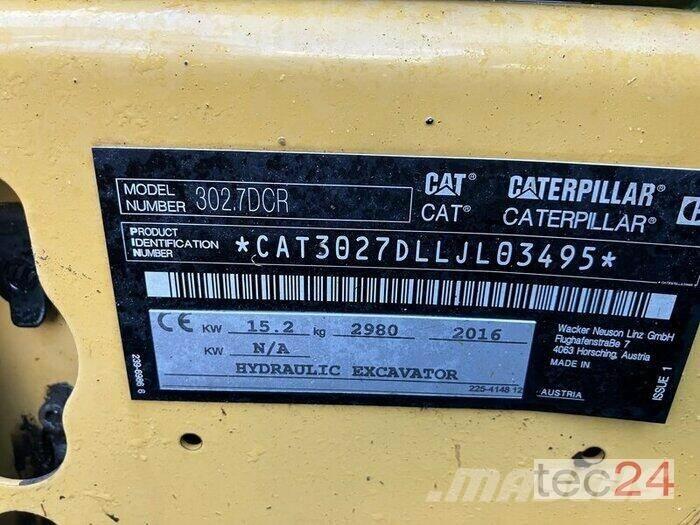 MODEL
NUMBER 302.7DCR
CAT® CATERPILLAR®
CAT® CATERPILLAR®
PRODUCT
IDENTIFICATION
NUMBER *CAT3027DLLJL03495*
CE KW 15.2 kg 2980 2016
KW N/A
HYDRAULIC EXCAVATOR
225-4148 12
Wacker Neuson Linz GmbH
Flughafenstraße 7
4063 Horsching, Austria
MADE IN
AUSTRIA
ISSUE 1
239-6986 6
tec24